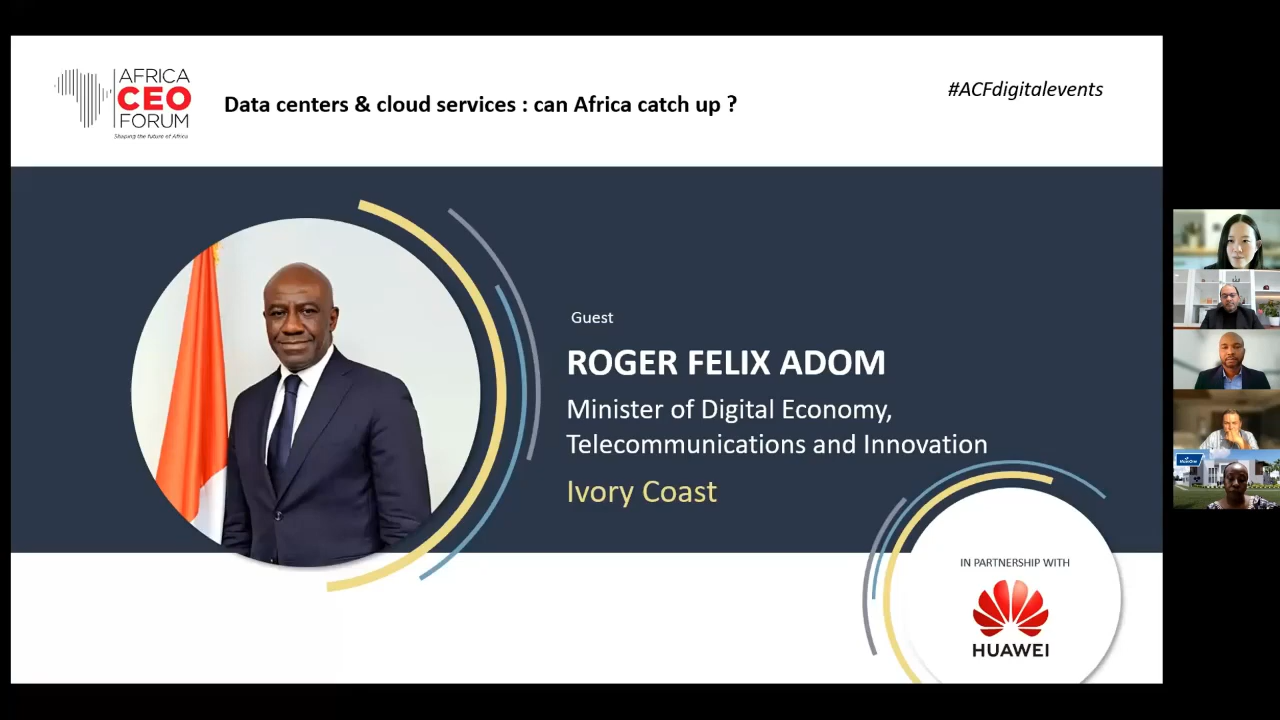 AFRICA
CEO
FORUM
Shaping the future of Africa
Data centers & cloud services : can Africa catch up ?
#ACFdigitalevents
Guest
ROGER FELIX ADOM
Minister of Digital Economy,
Telecommunications and Innovation
Ivory Coast
IN PARTNERSHIP WITH
HUAWEI